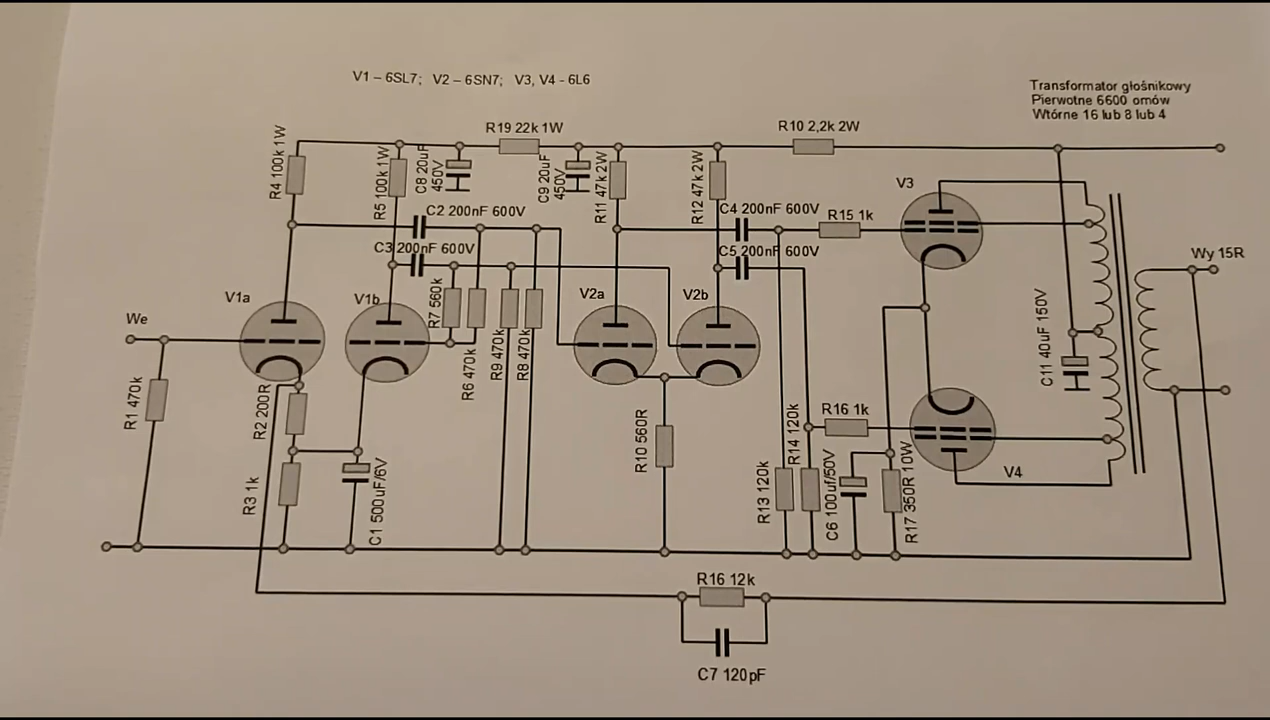 V1 – 6SL7; V2 – 6SN7; V3, V4 - 6L6
Transformator głośnikowy
Pierwotne 6600 omów
Wtórne 16 lub 8 lub 4
R4 100k 1W
R5 100k 1W
C8 20uF
450V
R19 22k 1W
C9 20uF
450V
R11 47k 2W
R12 47k 2W
R10 2,2k 2W
C2 200nF 600V
C3 200nF 600V
C4 200nF 600V
C5 200nF 600V
R15 1k
V3
Wy 15R
We
V1a
V1b
R7 560k
R6 470k
R9 470k
R8 470k
V2a
V2b
C11 40uF 150V
R1 470k
R2 200R
R3 1k
C1 500uF/6V
R10 560R
R13 120k
R14 120k
R16 1k
C6 100uf/50V
R17 350R 10W
V4
R16 12k
C7 120pF